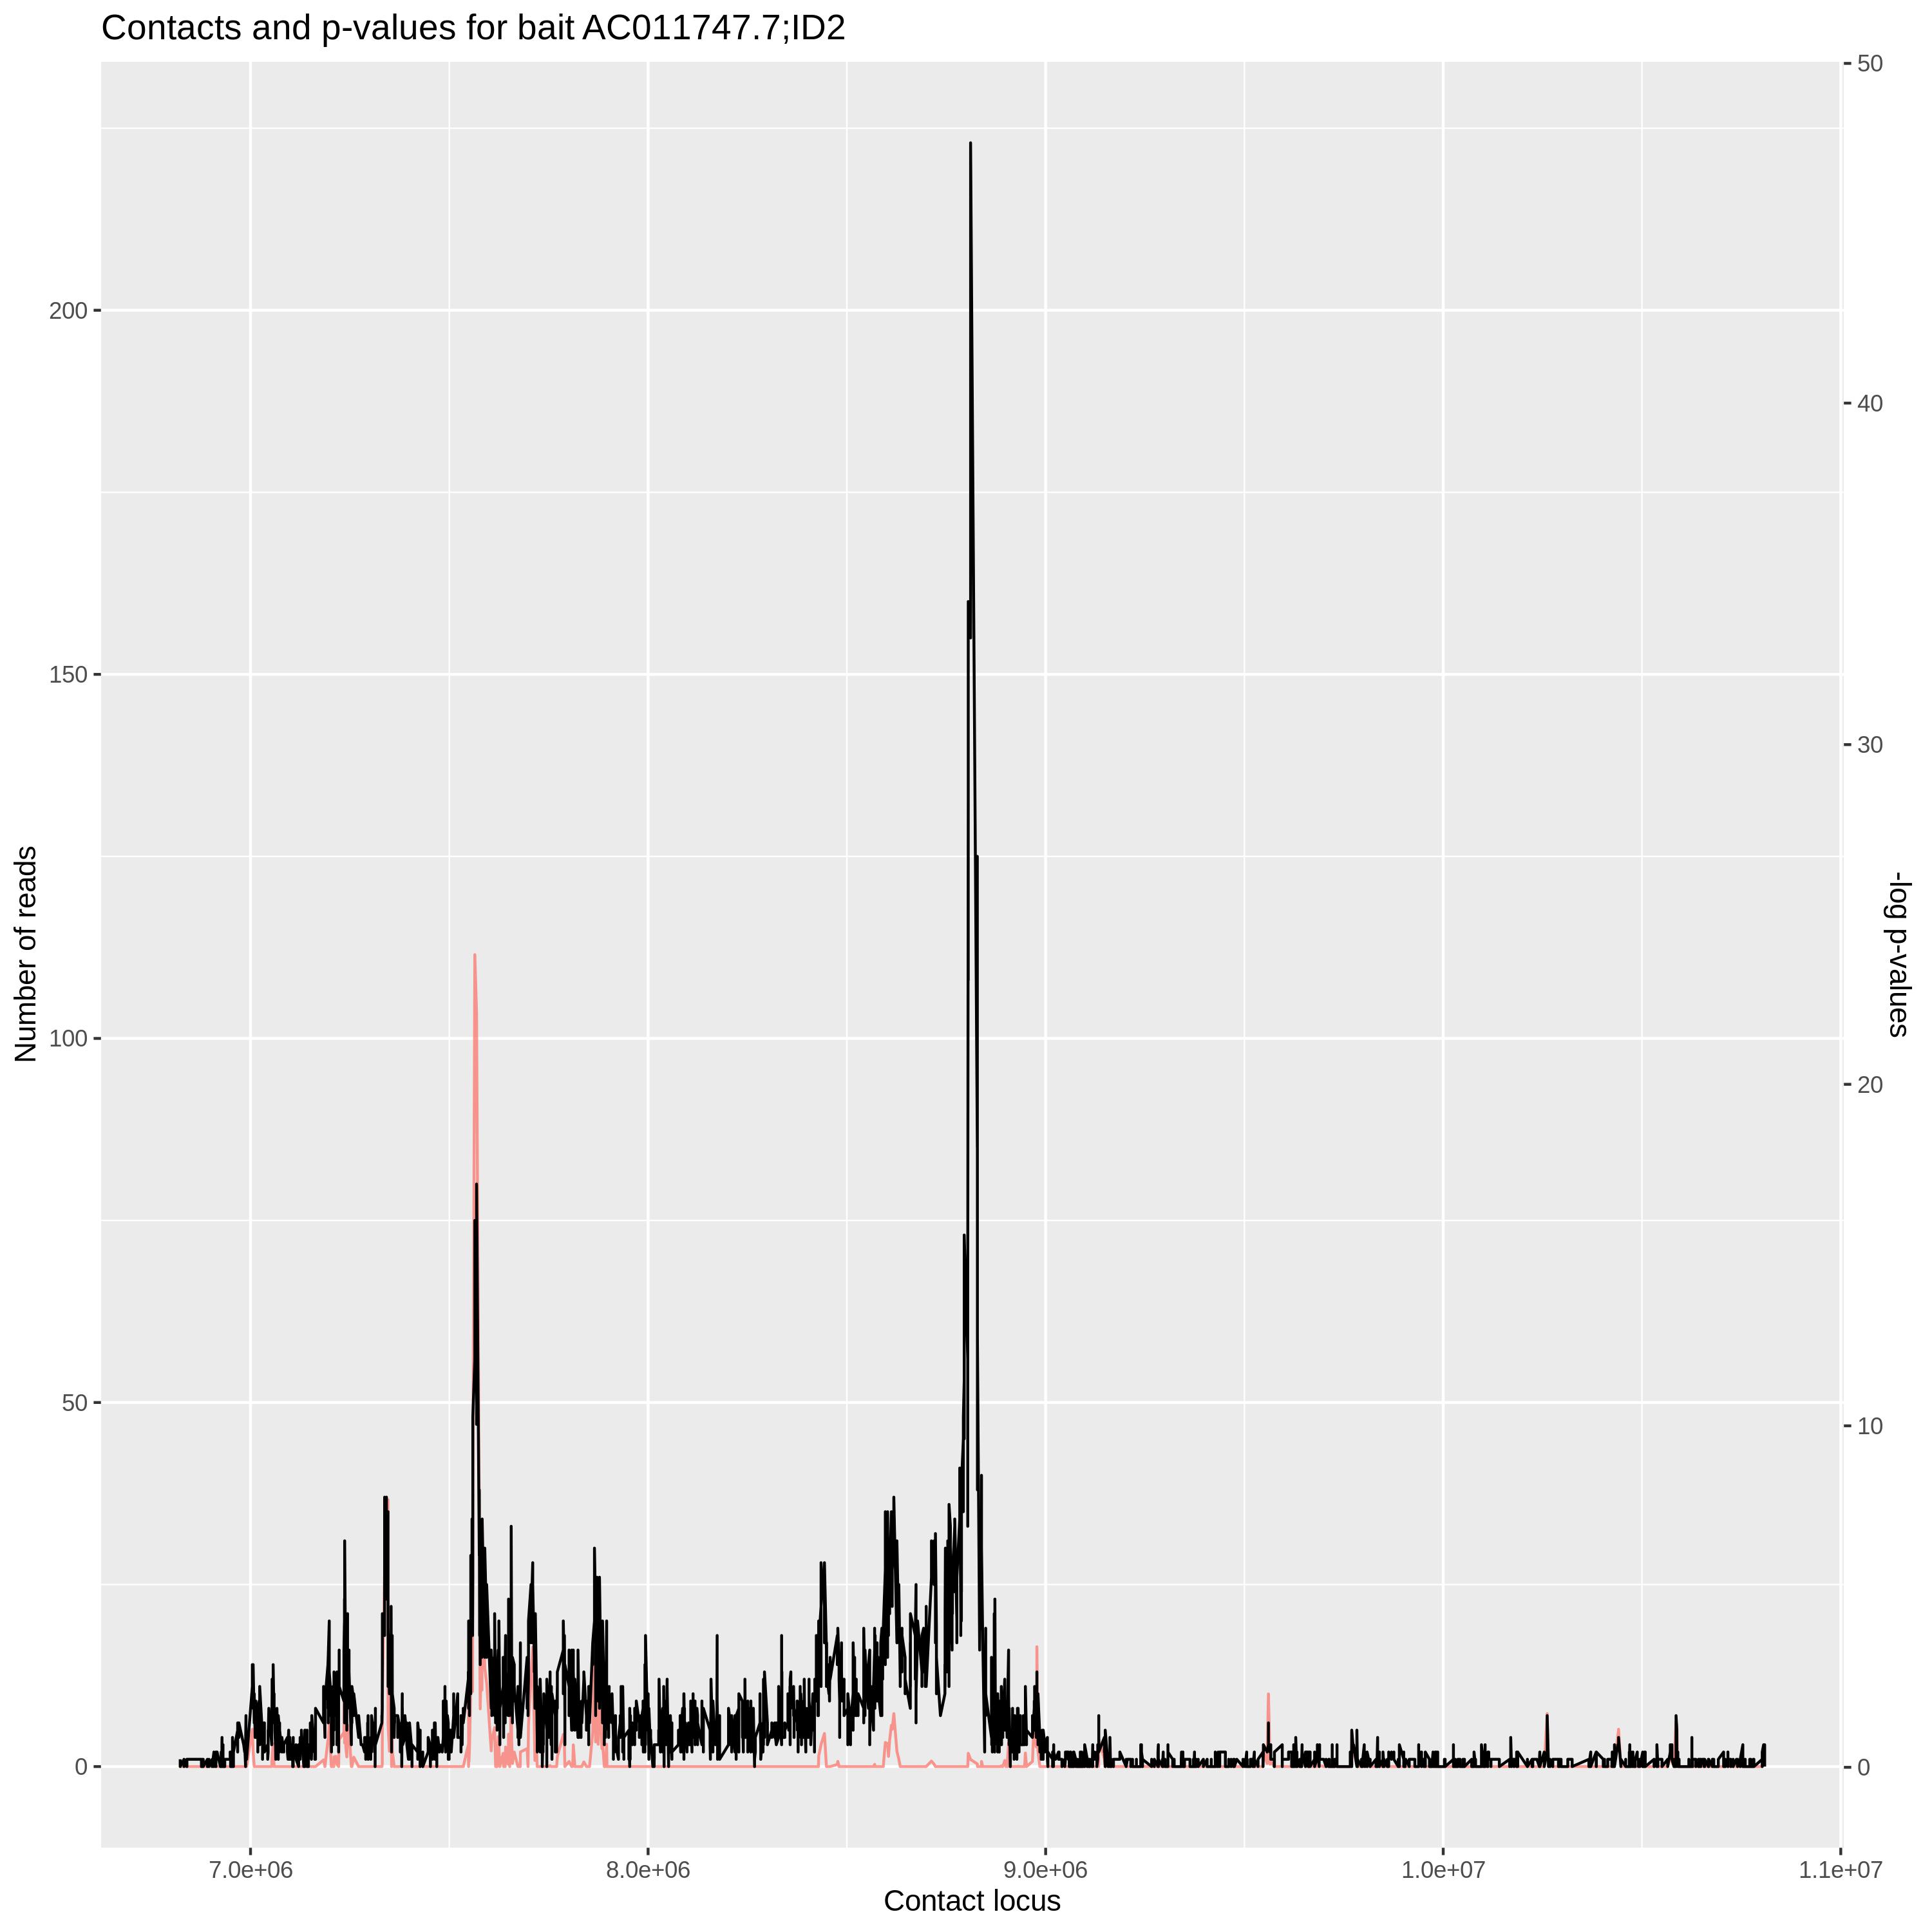 Contacts and p-values for bait AC011747.7;ID2
Number of reads
200
150
100
50
0
50
40
30
20
10
0
-log p-values
7.0e+06
8.0e+06
9.0e+06
1.0e+07
1.1e+07
Contact locus